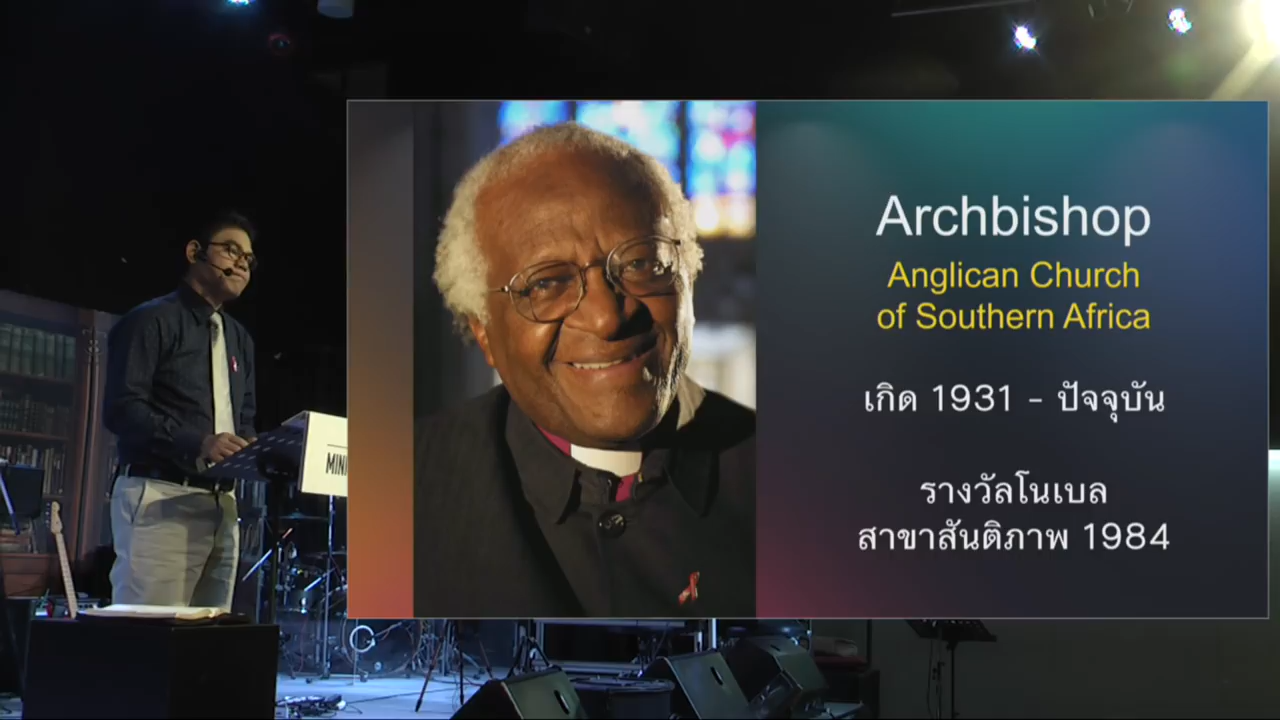 Archbishop
Anglican Church
of Southern Africa
เกิด 1931 - ปัจจุบัน
รางวัลโนเบล
สาขาสันติภาพ 1984
MINI